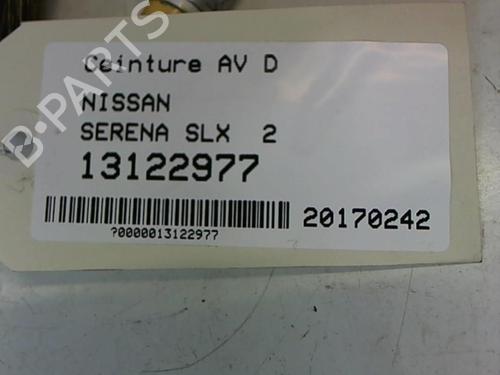 Ceinture AV D
NISSAN
SERENA SLX 2
13122977
20170242
?0000013122977
B-PARTS